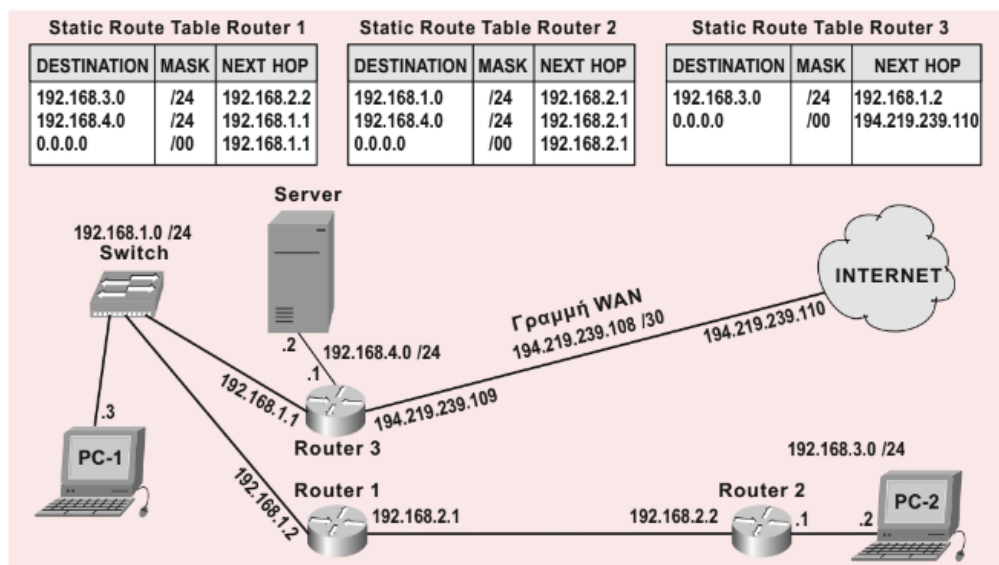 Static Route Table Router 1
DESTINATION MASK NEXT HOP
192.168.3.0 /24 192.168.2.2
192.168.4.0 /24 192.168.1.1
0.0.0.0 /00 192.168.1.1
Static Route Table Router 2
DESTINATION MASK NEXT HOP
192.168.1.0 /24 192.168.2.1
192.168.4.0 /24 192.168.2.1
0.0.0.0 /00 192.168.2.1
Static Route Table Router 3
DESTINATION MASK NEXT HOP
192.168.3.0 /24 192.168.1.2
0.0.0.0 /00 194.219.239.110
Server
192.168.1.0 /24
Switch
INTERNET
Γραμμή WAN
194.219.239.108 /30
194.219.239.110
.2
192.168.4.0 /24
.1
192.168.1.1
194.219.239.109
.3
Router 3
PC-1
192.168.3.0 /24
192.168.1.2
Router 1
192.168.2.1
Router 2
192.168.2.2
.1
.2
PC-2